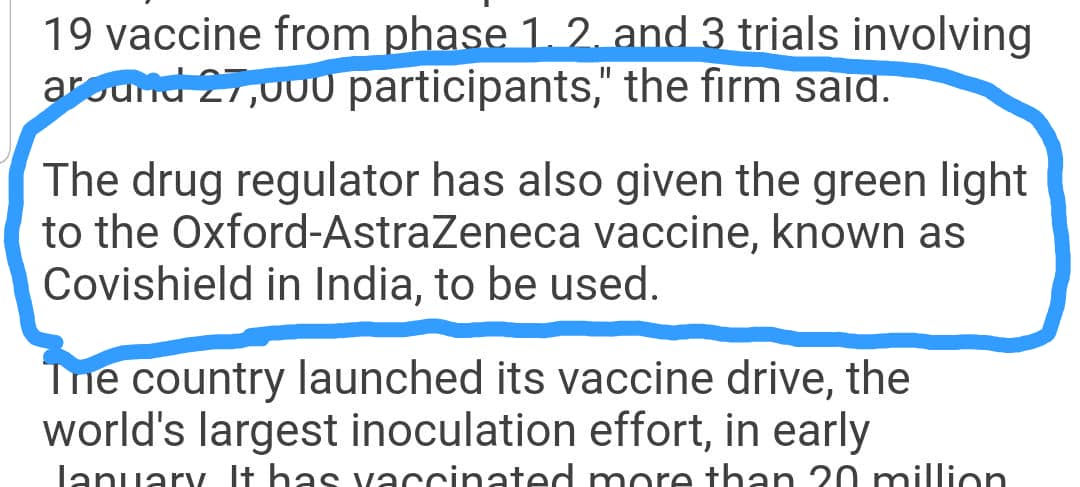 19 vaccine from phase 1, 2, and 3 trials involving
around 27,000 participants," the firm said.
The drug regulator has also given the green light
to the Oxford-AstraZeneca vaccine, known as
Covishield in India, to be used.
The country launched its vaccine drive, the
world's largest inoculation effort, in early
January. It has vaccinated more than 20 million